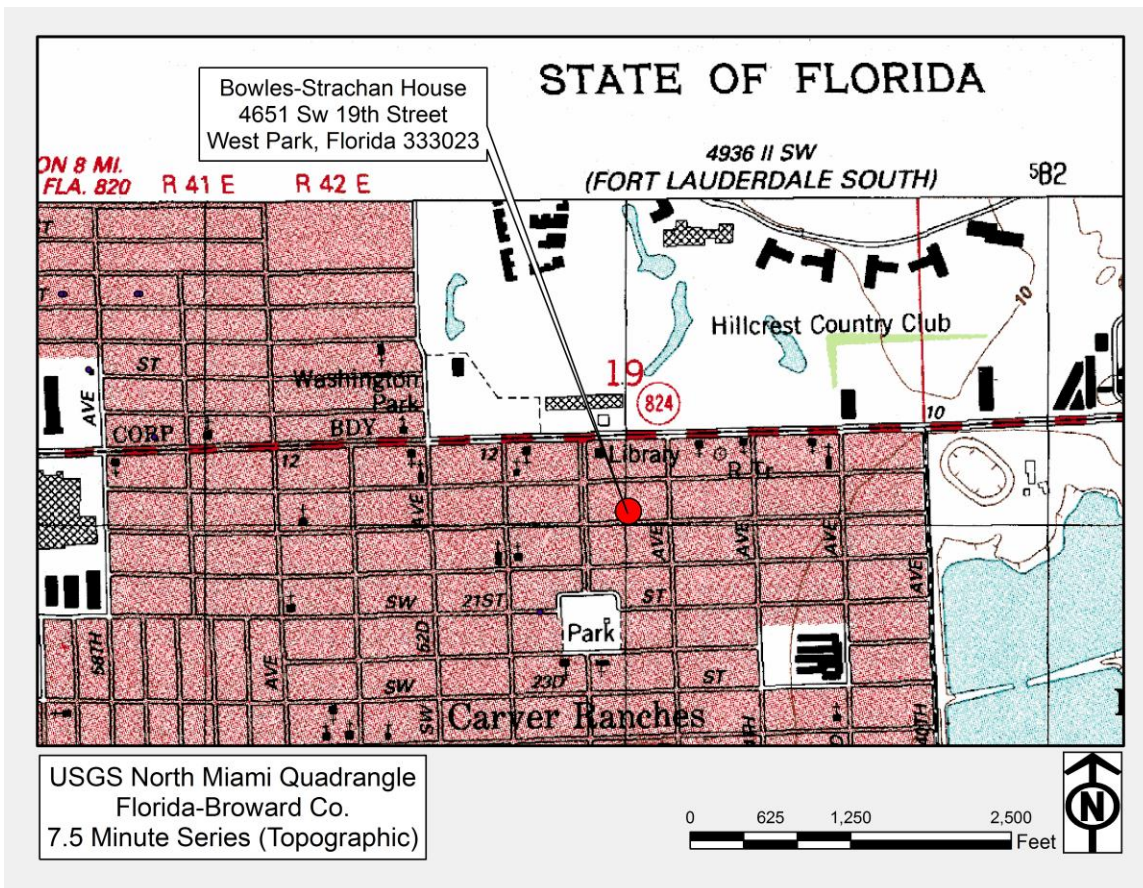 STATE OF FLORIDA
Bowles-Strachan House
4651 Sw 19th Street
West Park, Florida 333023
ON 8 MI.
FLA. 820
R 41 E
R 42 E
4936 II SW
(FORT LAUDERDALE SOUTH)
582
10
Hillcrest Country Club
ST
Washington
Park
19
824
AVE
CORP
BDY
10
12
12
Library
R Tr
AVE
AVE
AVE
AVE
AVE
SW
21ST
ST
Park
58TH
AVE
52D
SW
SW
23D
ST
Carver Ranches
40TH
USGS North Miami Quadrangle
Florida-Broward Co.
7.5 Minute Series (Topographic)
0
625
1,250
2,500
Feet
N